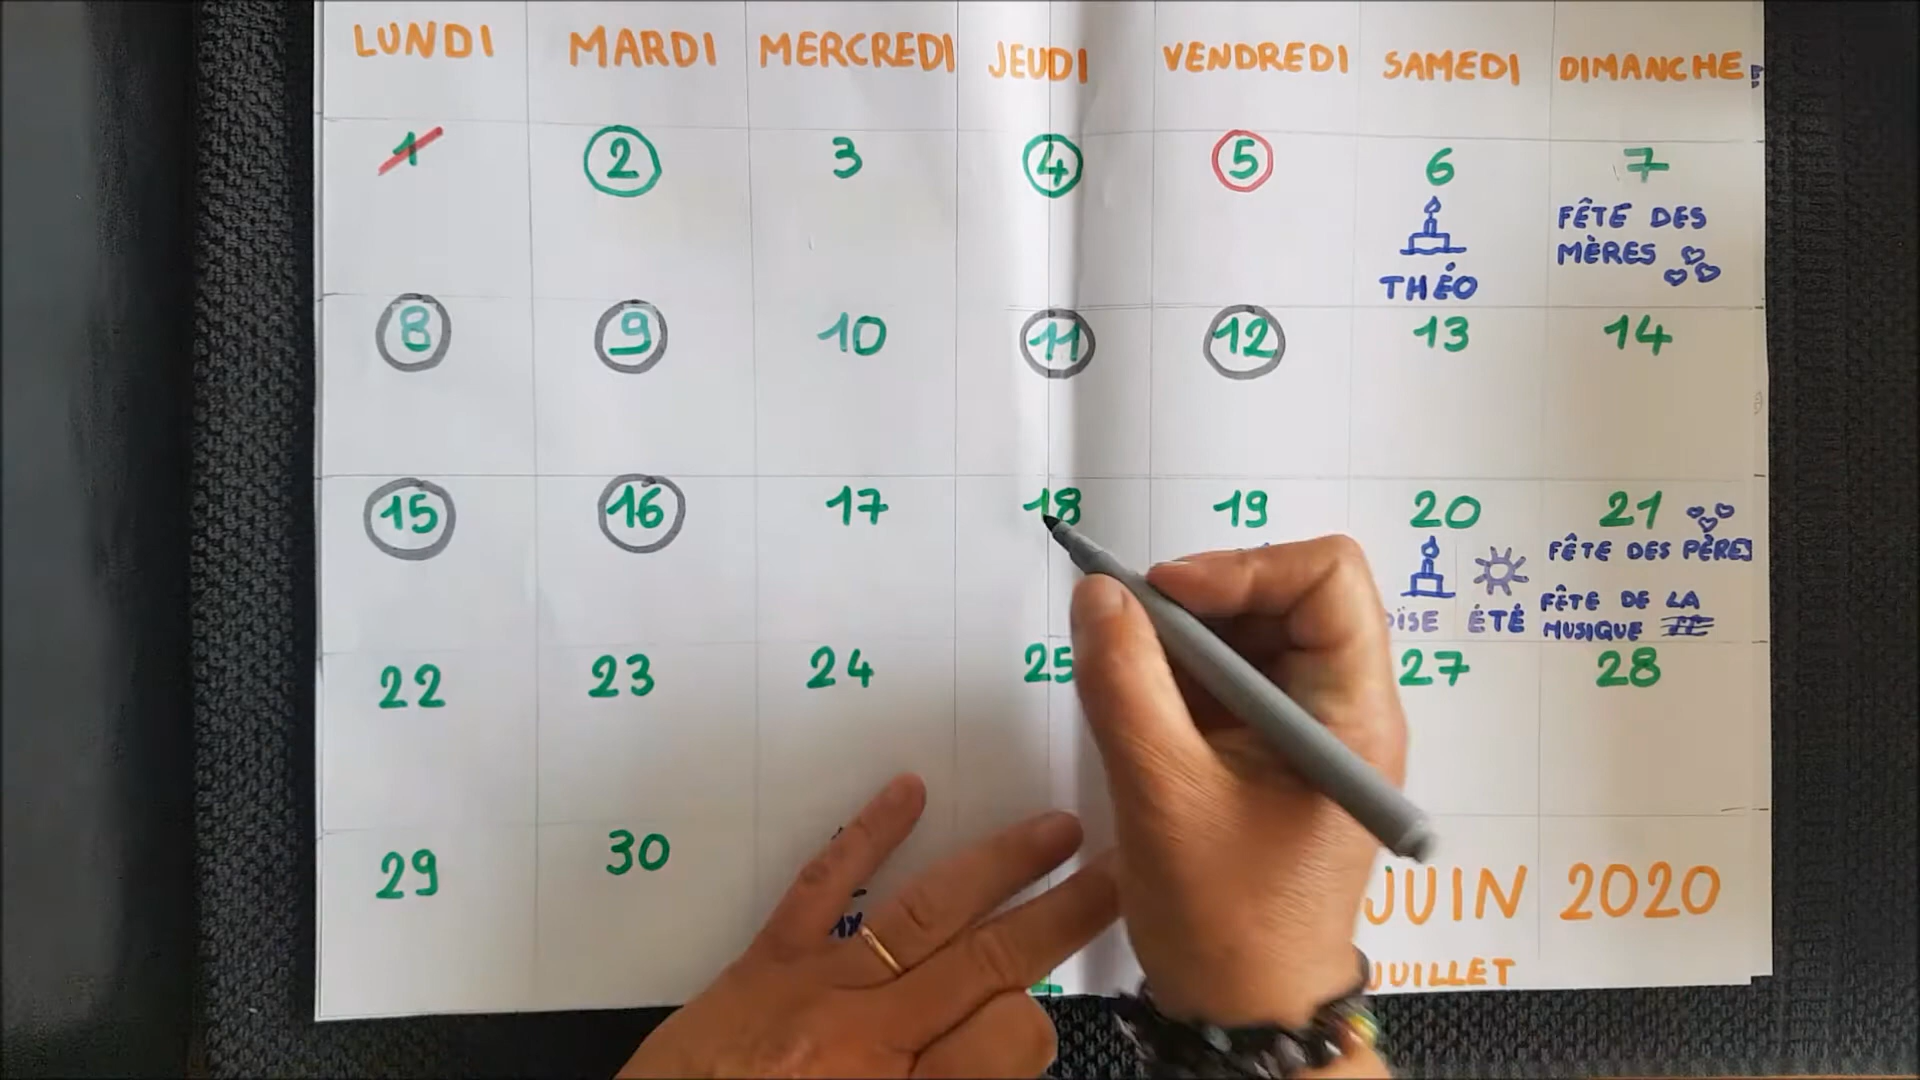 LUNDI MARDI MERCREDI JEUDI VENDREDI SAMEDI DIMANCHE
1 2 3 4 5 6 7
THÉO
FÊTE DES
MÈRES
8 9 10 11 12 13 14
15 16 17 18 19 20 21
ÉTÉ
FÊTE DES PÈRES
FÊTE DE LA
MUSIQUE
22 23 24 25 27 28
29 30
JUIN 2020
JUILLET